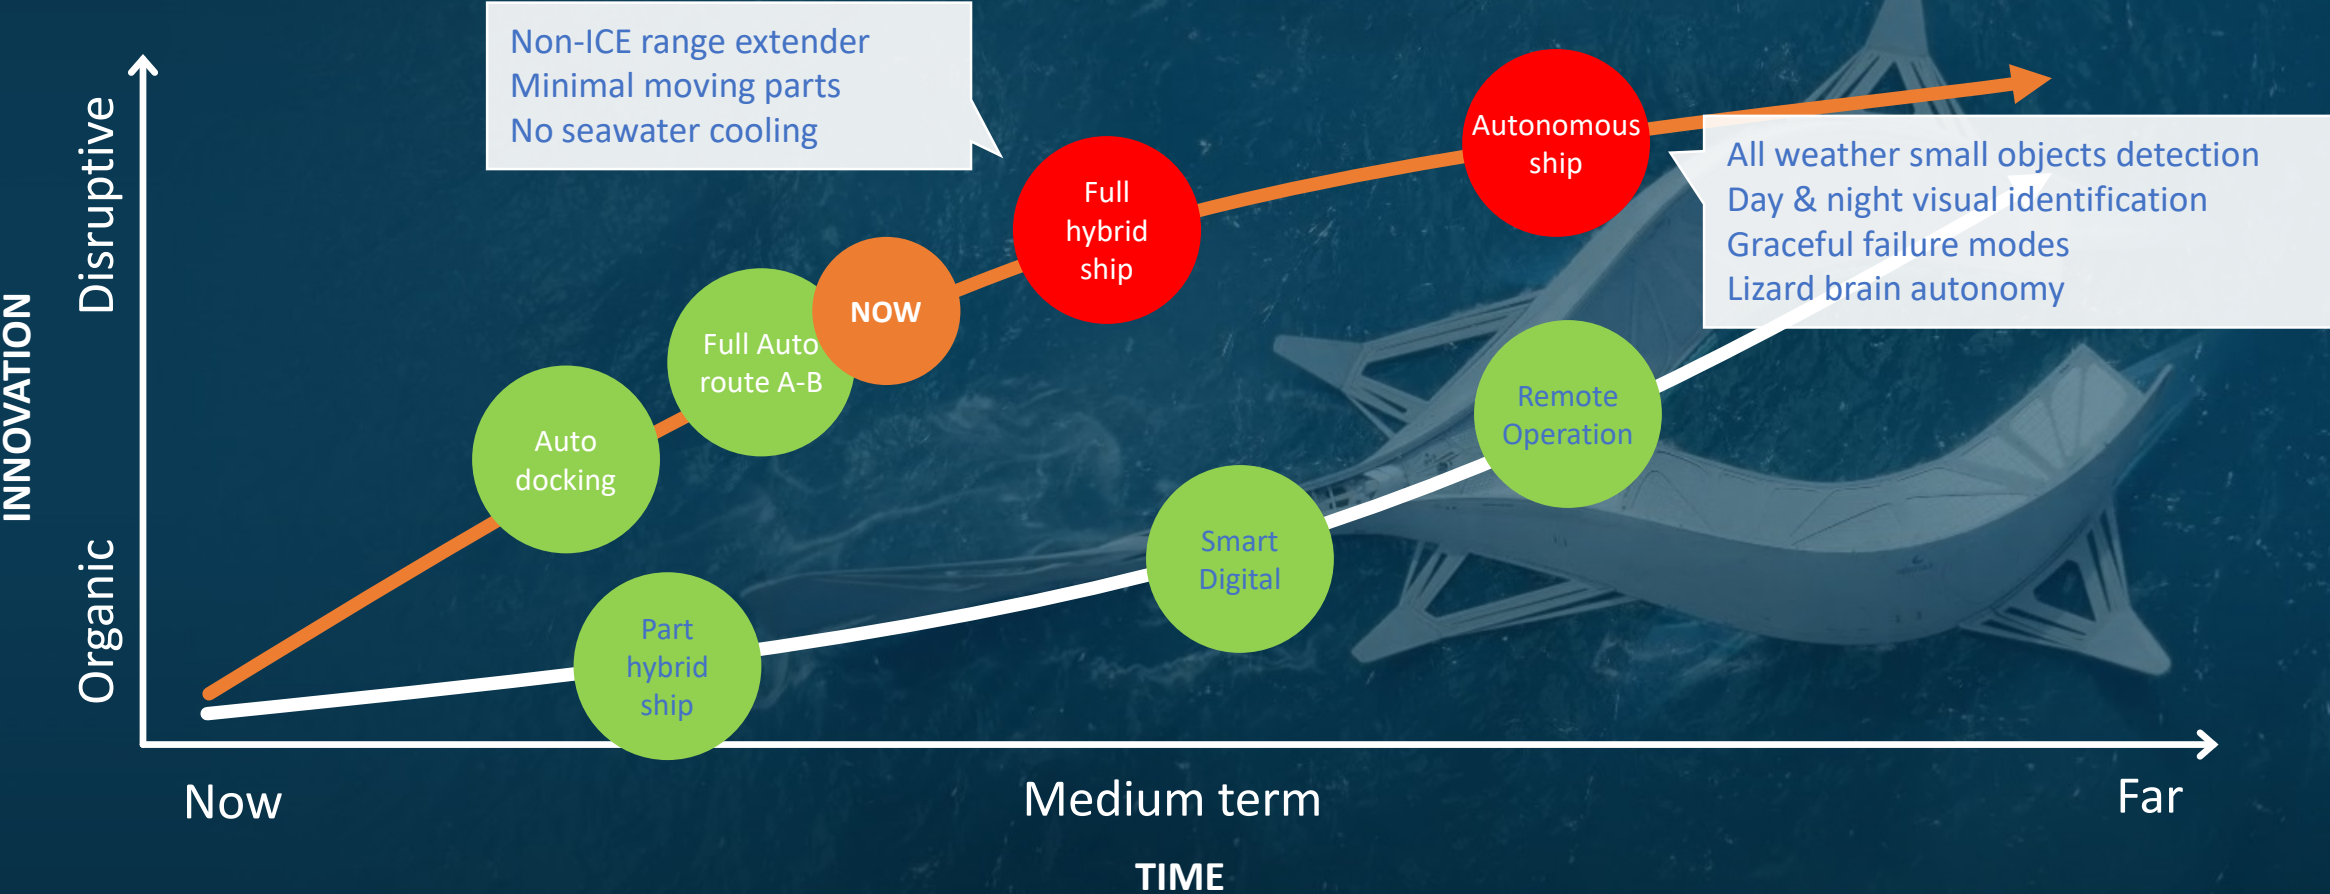 Non-ICE range extender
Minimal moving parts
No seawater cooling
Autonomous
ship
All weather small objects detection
Day & night visual identification
Graceful failure modes
Lizard brain autonomy
Full
hybrid
ship
NOW
Full Auto
route A-B
Auto
docking
Remote
Operation
Smart
Digital
Part
hybrid
ship
INNOVATION
Disruptive
Organic
Now
Medium term
Far
TIME